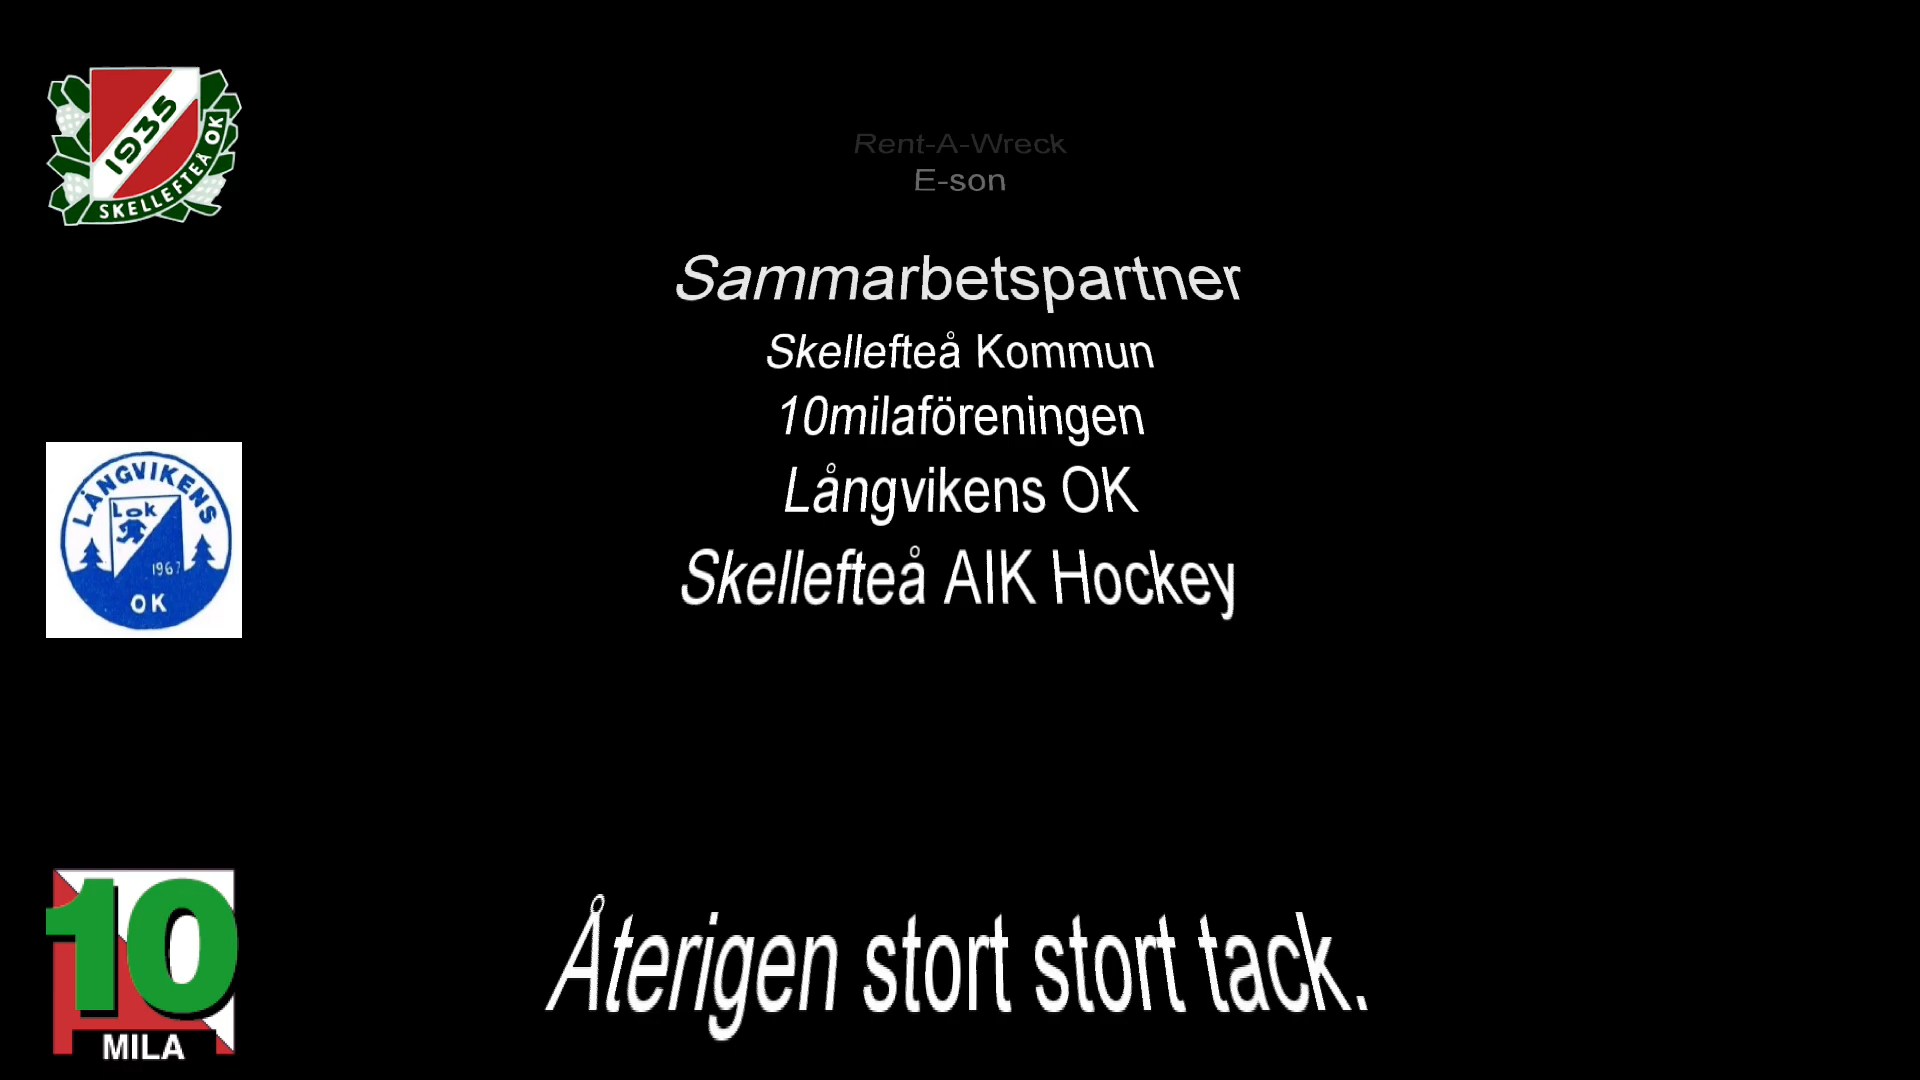 1935
SKELLEFTEÅ OK
Rent-A-Wreck
E-son
Sammarbetspartner
Skellefteå Kommun
10milaföreningen
Långvikens OK
Skellefteå AIK Hockey
LÅNGVIKENS
Lok
1967
OK
Återigen stort stort tack.
10
MILA